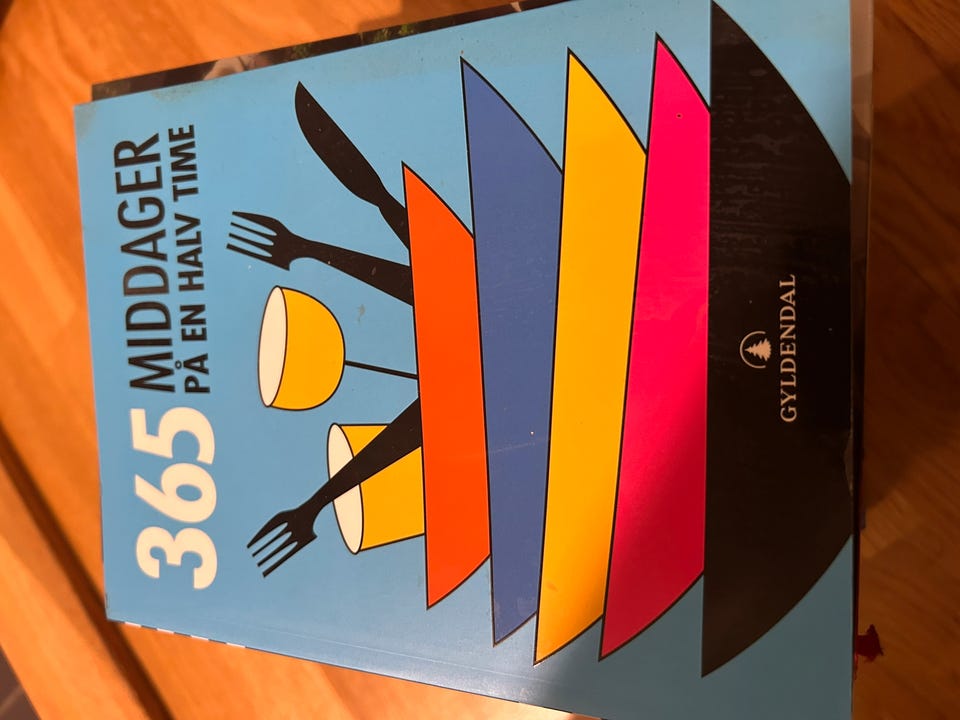 365 MIDDAGER
PÅ EN HALV TIME
GYLDENDAL